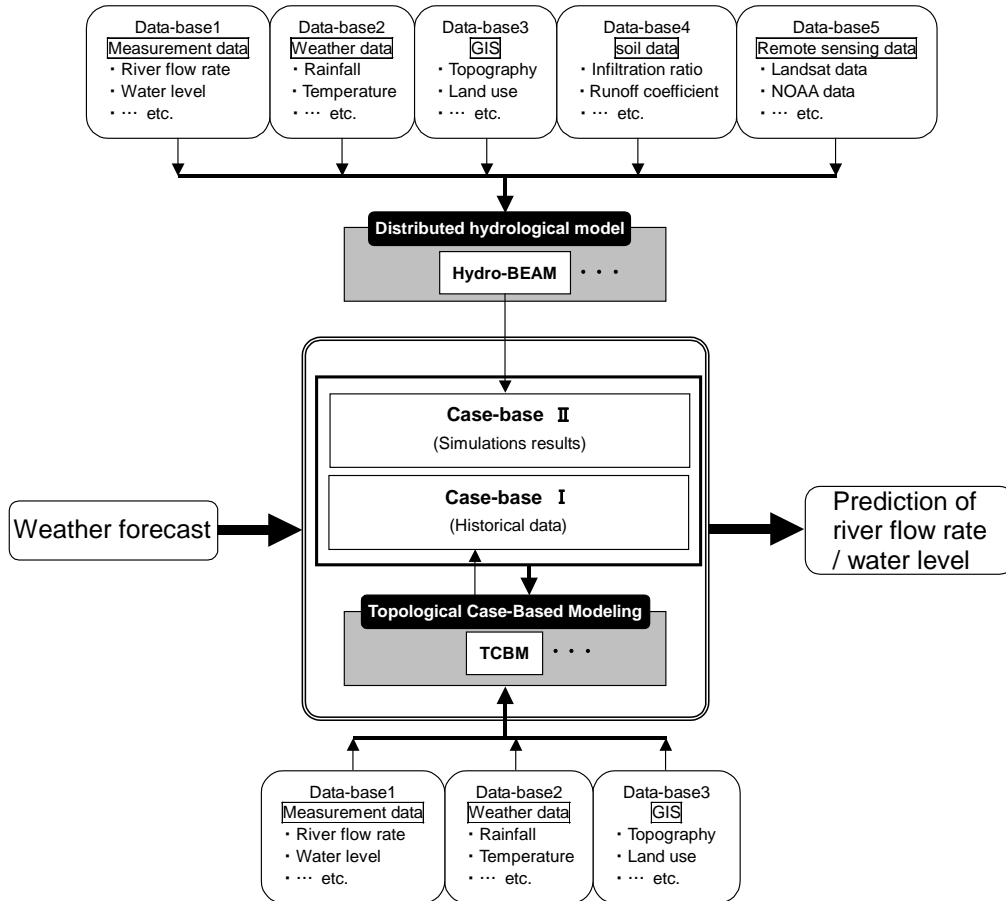 Data-base1
Measurement data
・ River flow rate
・ Water level
・ … etc.
Data-base2
Weather data
・ Rainfall
・ Temperature
・ … etc.
Data-base3
GIS
・ Topography
・ Land use
・ … etc.
Data-base4
soil data
・ Infiltration ratio
・ Runoff coefficient
・ … etc.
Data-base5
Remote sensing data
・ Landsat data
・ NOAA data
・ … etc.
Distributed hydrological model
Hydro-BEAM ・・・
Case-base Ⅱ
(Simulations results)
Case-base Ⅰ
(Historical data)
Weather forecast
Prediction of
river flow rate
/ water level
Topological Case-Based Modeling
TCBM ・・・
Data-base1
Measurement data
・ River flow rate
・ Water level
・ … etc.
Data-base2
Weather data
・ Rainfall
・ Temperature
・ … etc.
Data-base3
GIS
・ Topography
・ Land use
・ … etc.